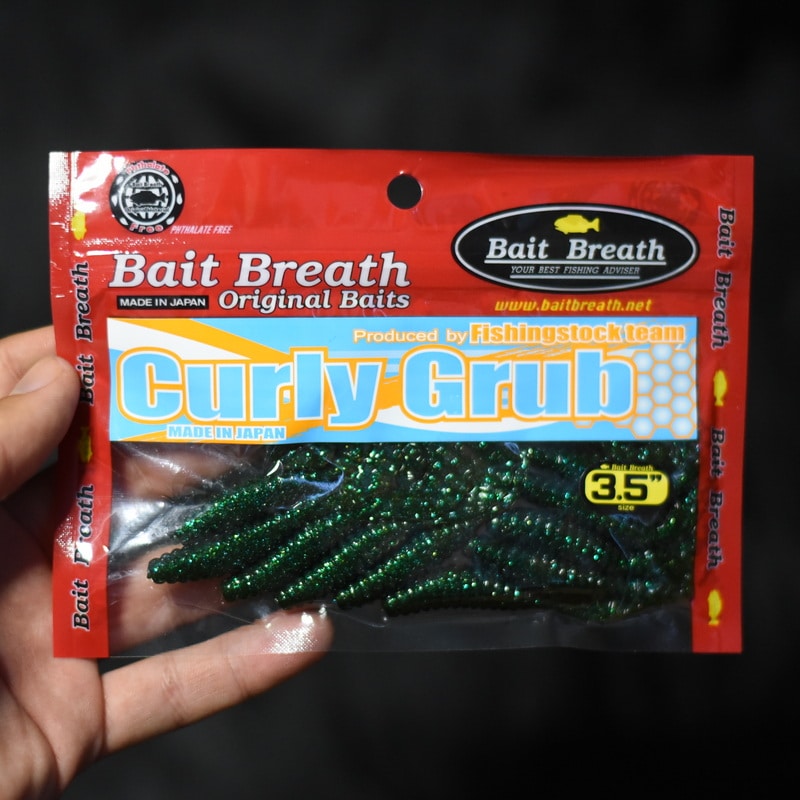 Phthalate
Free
PHTHALATE FREE
Bait Breath
MADE IN JAPAN Original Baits
Bait Breath
YOUR BEST FISHING ADVISER
www.baitbreath.net
Produced by Fishingstock team
Curly Grub
MADE IN JAPAN
Bait Breath
3.5"
size
Bait Breath
Bait Breath
Bait Breath
Bait Breath
Bait Breath